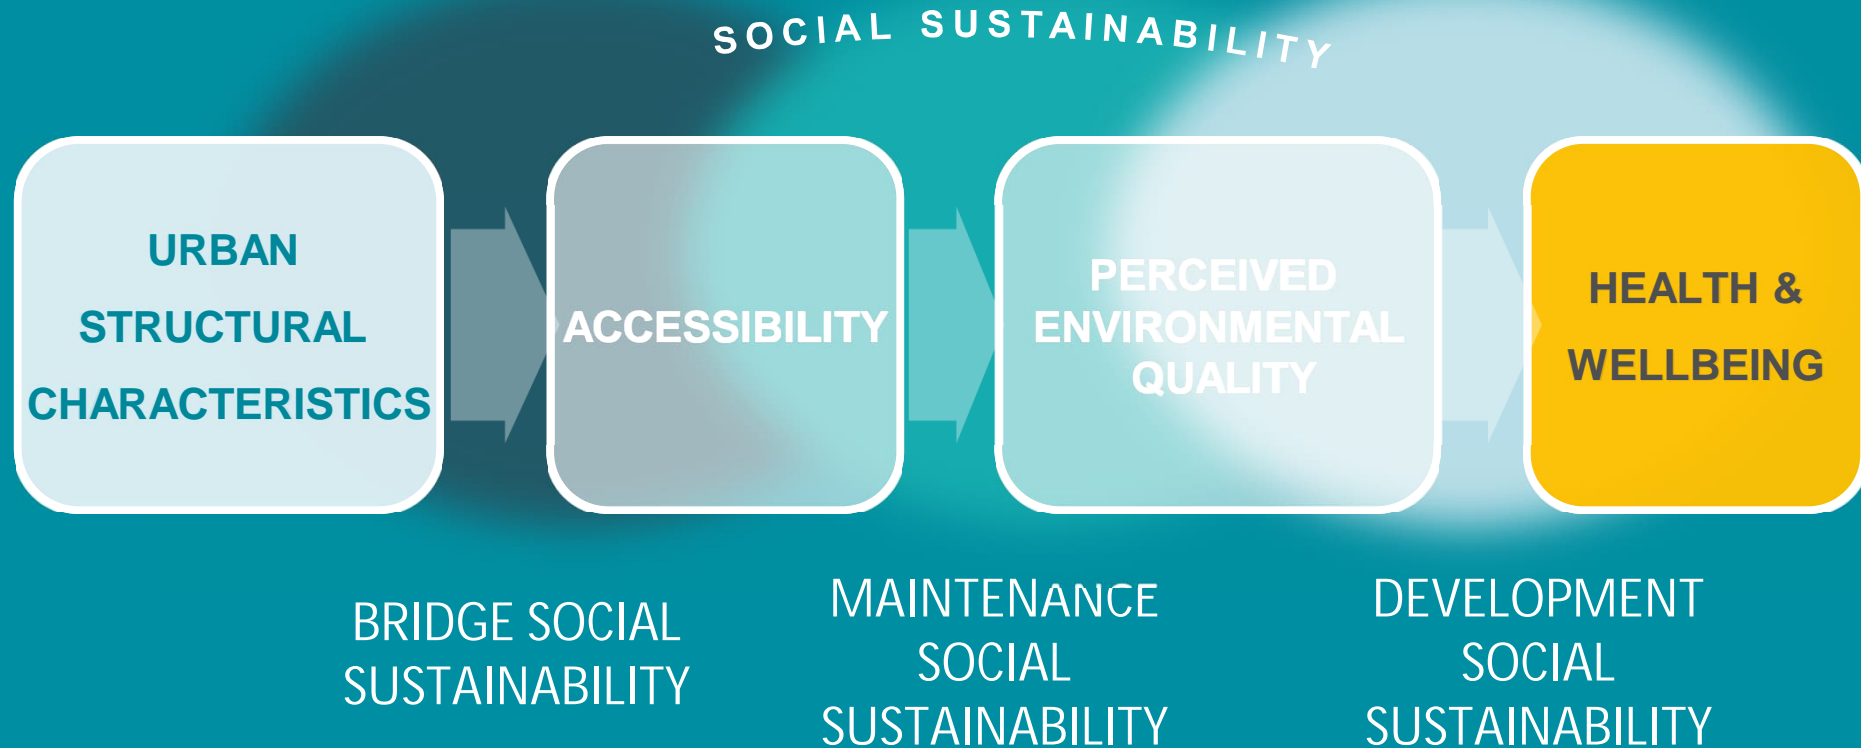 SOCIAL SUSTAINABILITY
URBAN
STRUCTURAL
CHARACTERISTICS
ACCESSIBILITY
PERCEIVED
ENVIRONMENTAL
QUALITY
HEALTH &
WELLBEING
BRIDGE SOCIAL
SUSTAINABILITY
MAINTENANCE
SOCIAL
SUSTAINABILITY
DEVELOPMENT
SOCIAL
SUSTAINABILITY